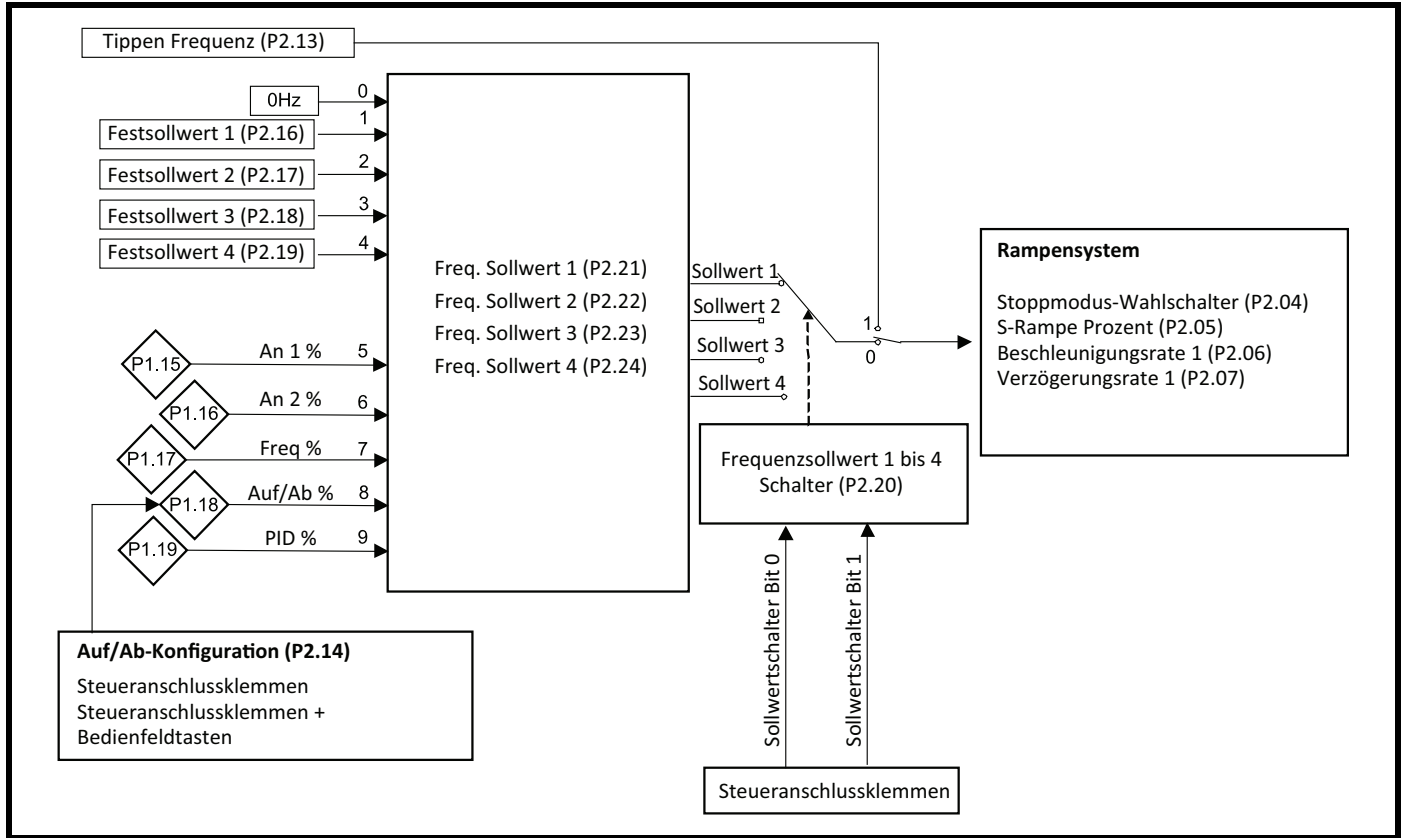 Tippen Frequenz (P2.13)
0Hz
0
Festsollwert 1 (P2.16)
1
Festsollwert 2 (P2.17)
2
Festsollwert 3 (P2.18)
3
Festsollwert 4 (P2.19)
4
P1.15
An 1 %
5
P1.16
An 2 %
6
P1.17
Freq %
7
P1.18
Auf/Ab %
8
P1.19
PID %
9
Freq. Sollwert 1 (P2.21)
Freq. Sollwert 2 (P2.22)
Freq. Sollwert 3 (P2.23)
Freq. Sollwert 4 (P2.24)
Sollwert 1
Sollwert 2
Sollwert 3
Sollwert 4
1
0
Rampensystem
Stoppmodus-Wahlschalter (P2.04)
S-Rampe Prozent (P2.05)
Beschleunigungsrate 1 (P2.06)
Verzögerungsrate 1 (P2.07)
Frequenzsollwert 1 bis 4
Schalter (P2.20)
Sollwertschalter Bit 0
Sollwertschalter Bit 1
Steueranschlussklemmen
Auf/Ab-Konfiguration (P2.14)
Steueranschlussklemmen
Steueranschlussklemmen +
Bedienfeldtasten